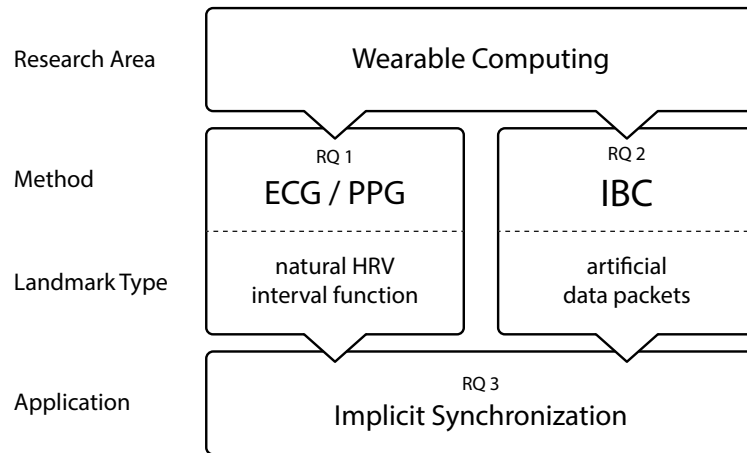 Research Area
Wearable Computing
Method
RQ 1
ECG / PPG
RQ 2
IBC
Landmark Type
natural HRV
interval function
artificial
data packets
Application
RQ 3
Implicit Synchronization